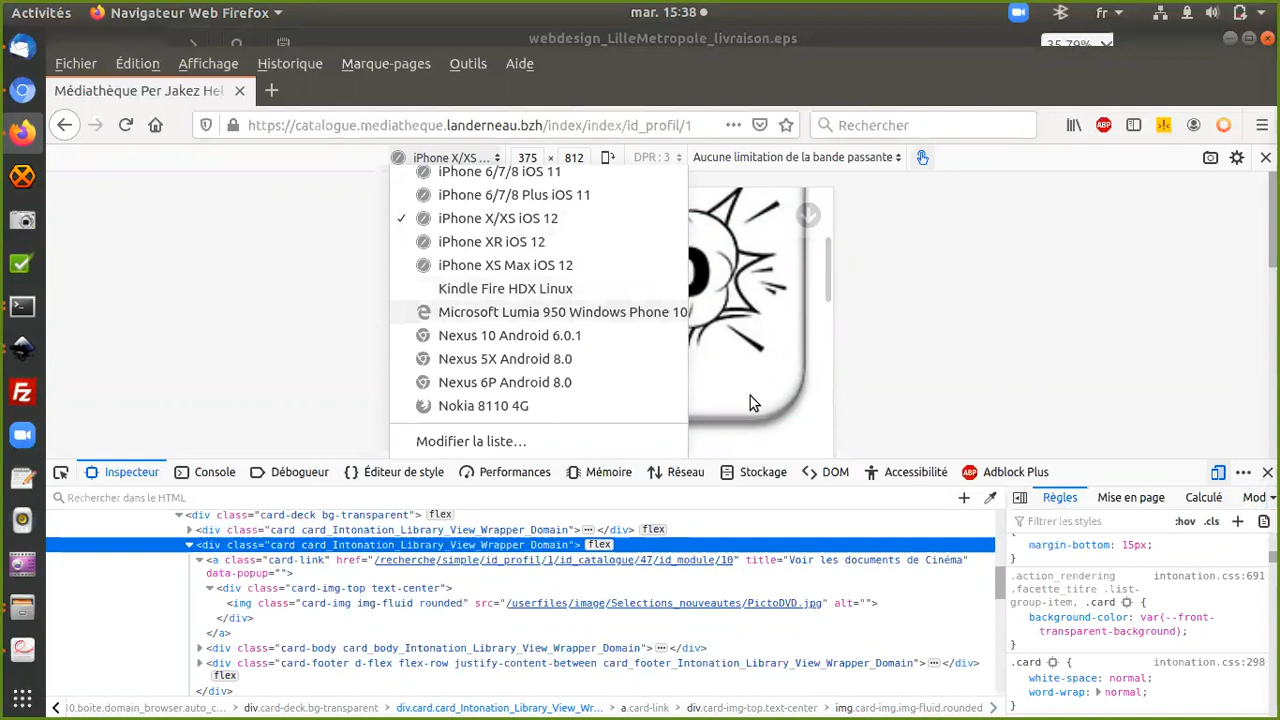 Activités Navigateur Web Firefox mar. 15:38 fr
webdesign_LilleMetropole_livraison.eps 35,79%
Fichier Édition Affichage Historique Marque-pages Outils Aide
Médiathèque Per Jakez Hel
https://catalogue.mediatheque.landerneau.bzh/index/index/id_profil/1 Rechercher ABP
iPhone X/XS ... 375 × 812 DPR: 3 Aucune limitation de la bande passante
iPhone 6/7/8 iOS 11
iPhone 6/7/8 Plus iOS 11
✓ iPhone X/XS iOS 12
iPhone XR iOS 12
iPhone XS Max iOS 12
Kindle Fire HDX Linux
Microsoft Lumia 950 Windows Phone 10
Nexus 10 Android 6.0.1
Nexus 5X Android 8.0
Nexus 6P Android 8.0
Nokia 8110 4G
Modifier la liste…
Inspecteur Console Débogueur {} Éditeur de style Performances Mémoire Réseau Stockage DOM Accessibilité ABP Adblock Plus
Rechercher dans le HTML
Règles Mise en page Calculé Mod
Filtrer les styles :hov .cls
<div class="card-deck bg-transparent"> flex
<div class="card card_Intonation_Library_View_Wrapper_Domain"> </div> flex
<div class="card card_Intonation_Library_View_Wrapper_Domain"> flex
<a class="card-link" href="/recherche/simple/id_profil/1/id_catalogue/47/id_module/10" title="Voir les documents de Cinéma"
data-popup="">
<div class="card-img-top text-center">
<img class="card-img img-fluid rounded" src="/userfiles/image/Selections_nouveautes/PictoDVD.jpg" alt="">
</div>
</a>
<div class="card-body card_body_Intonation_Library_View_Wrapper_Domain"> </div>
<div class="card-footer d-flex flex-row justify-content-between card_footer_Intonation_Library_View_Wrapper_Domain"> </div>
flex
</div>
margin-bottom: 15px;
}
.action_rendering intonation.css:691
.facette_titre .list-
group-item, .card {
background-color: var(--front-
transparent-background);
}
.card { intonation.css:298
white-space: normal;
word-wrap: normal;
}
0.boite.domain_browser.auto_c… div.card-deck.bg-transparent div.card.card_Intonation_Library_View_Wr… a.card-link div.card-img-top.text-center img.card-img.img-fluid.rounded